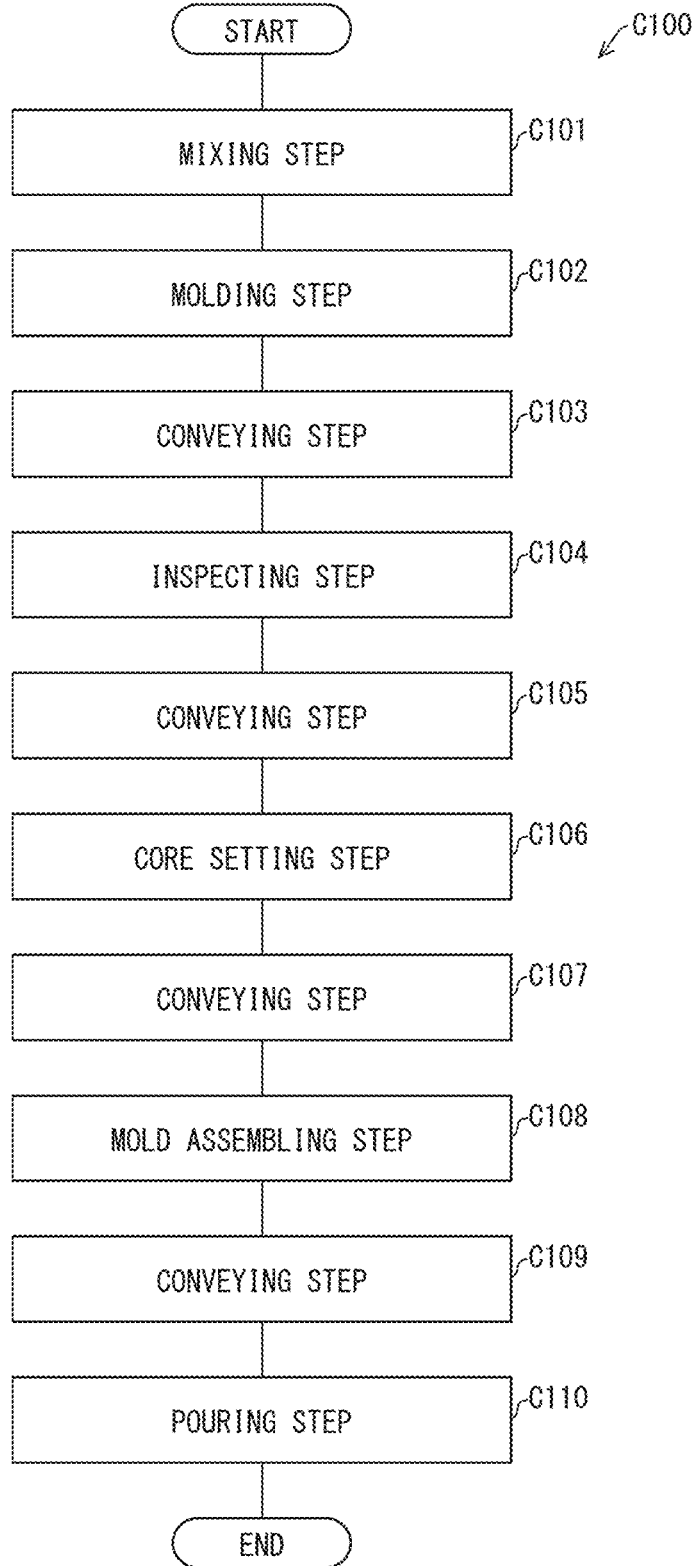 START
C100
MIXING STEP
C101
MOLDING STEP
C102
CONVEYING STEP
C103
INSPECTING STEP
C104
CONVEYING STEP
C105
CORE SETTING STEP
C106
CONVEYING STEP
C107
MOLD ASSEMBLING STEP
C108
CONVEYING STEP
C109
POURING STEP
C110
END